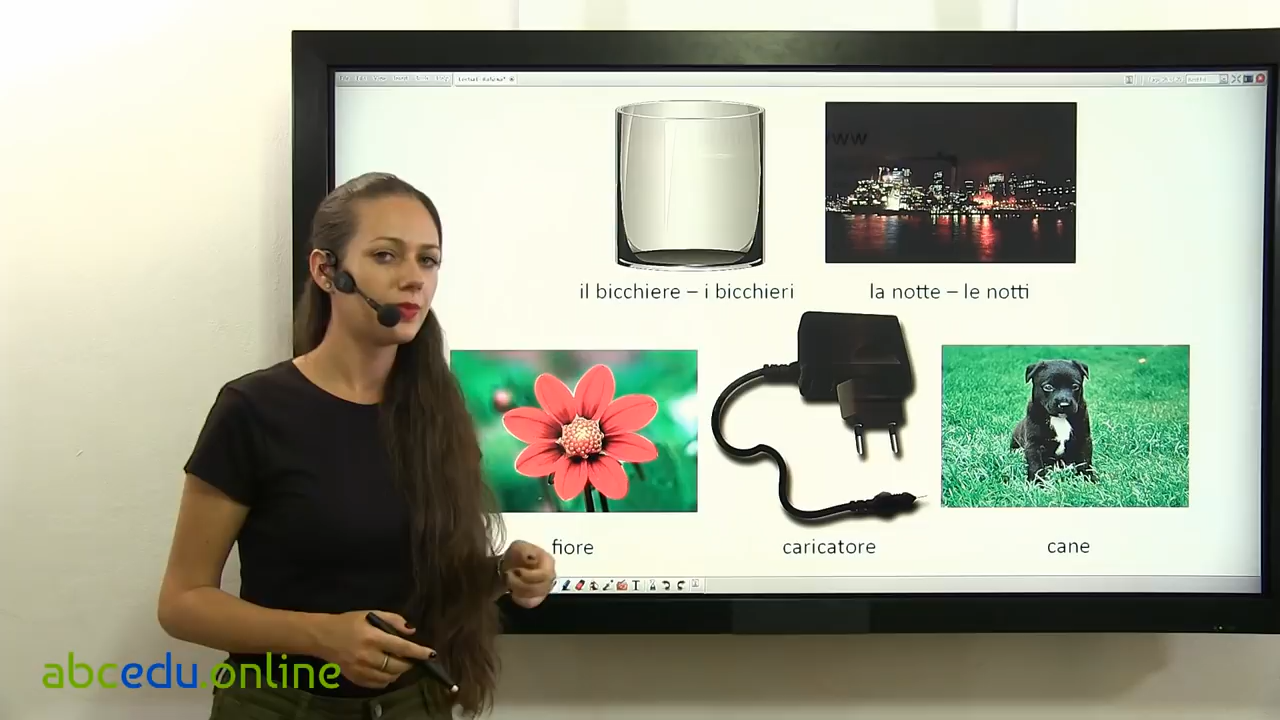 il bicchiere – i bicchieri
la notte – le notti
fiore
caricatore
cane
abcedu.online